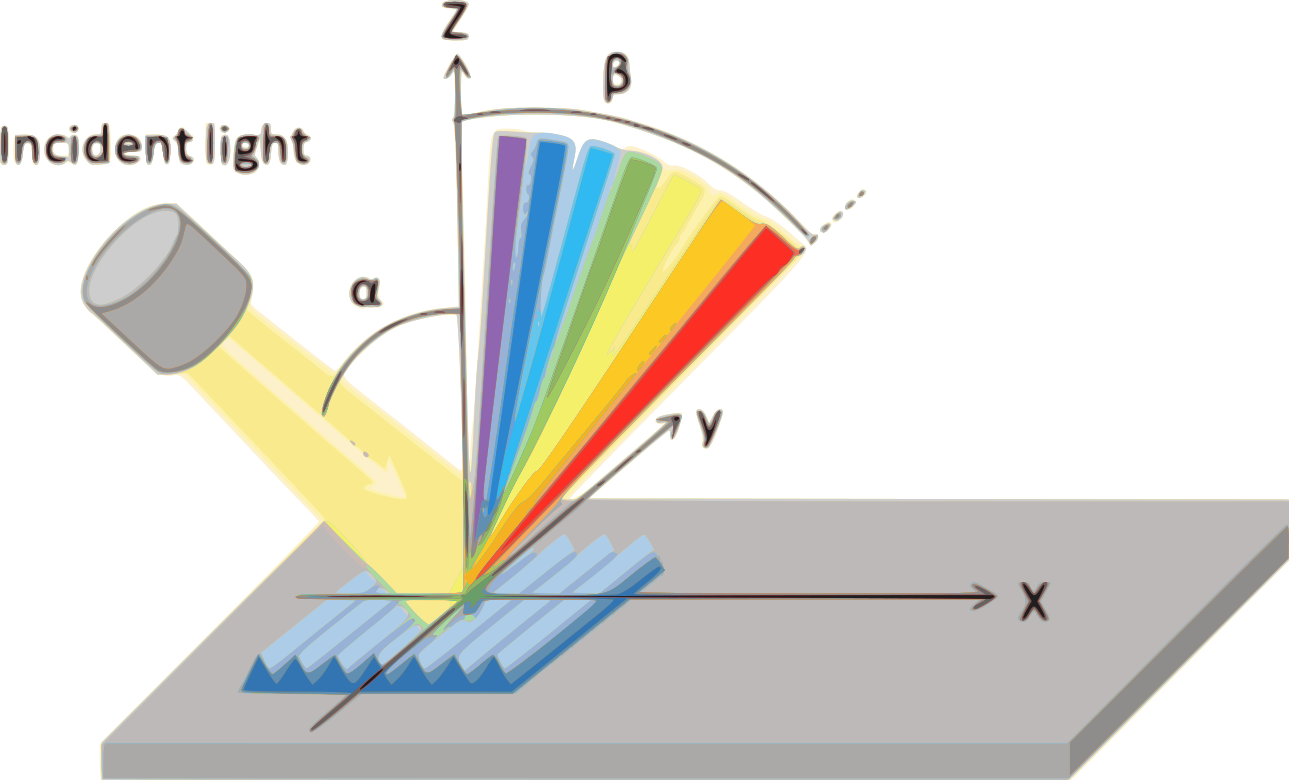 Z
β
Incident light
α
y
X